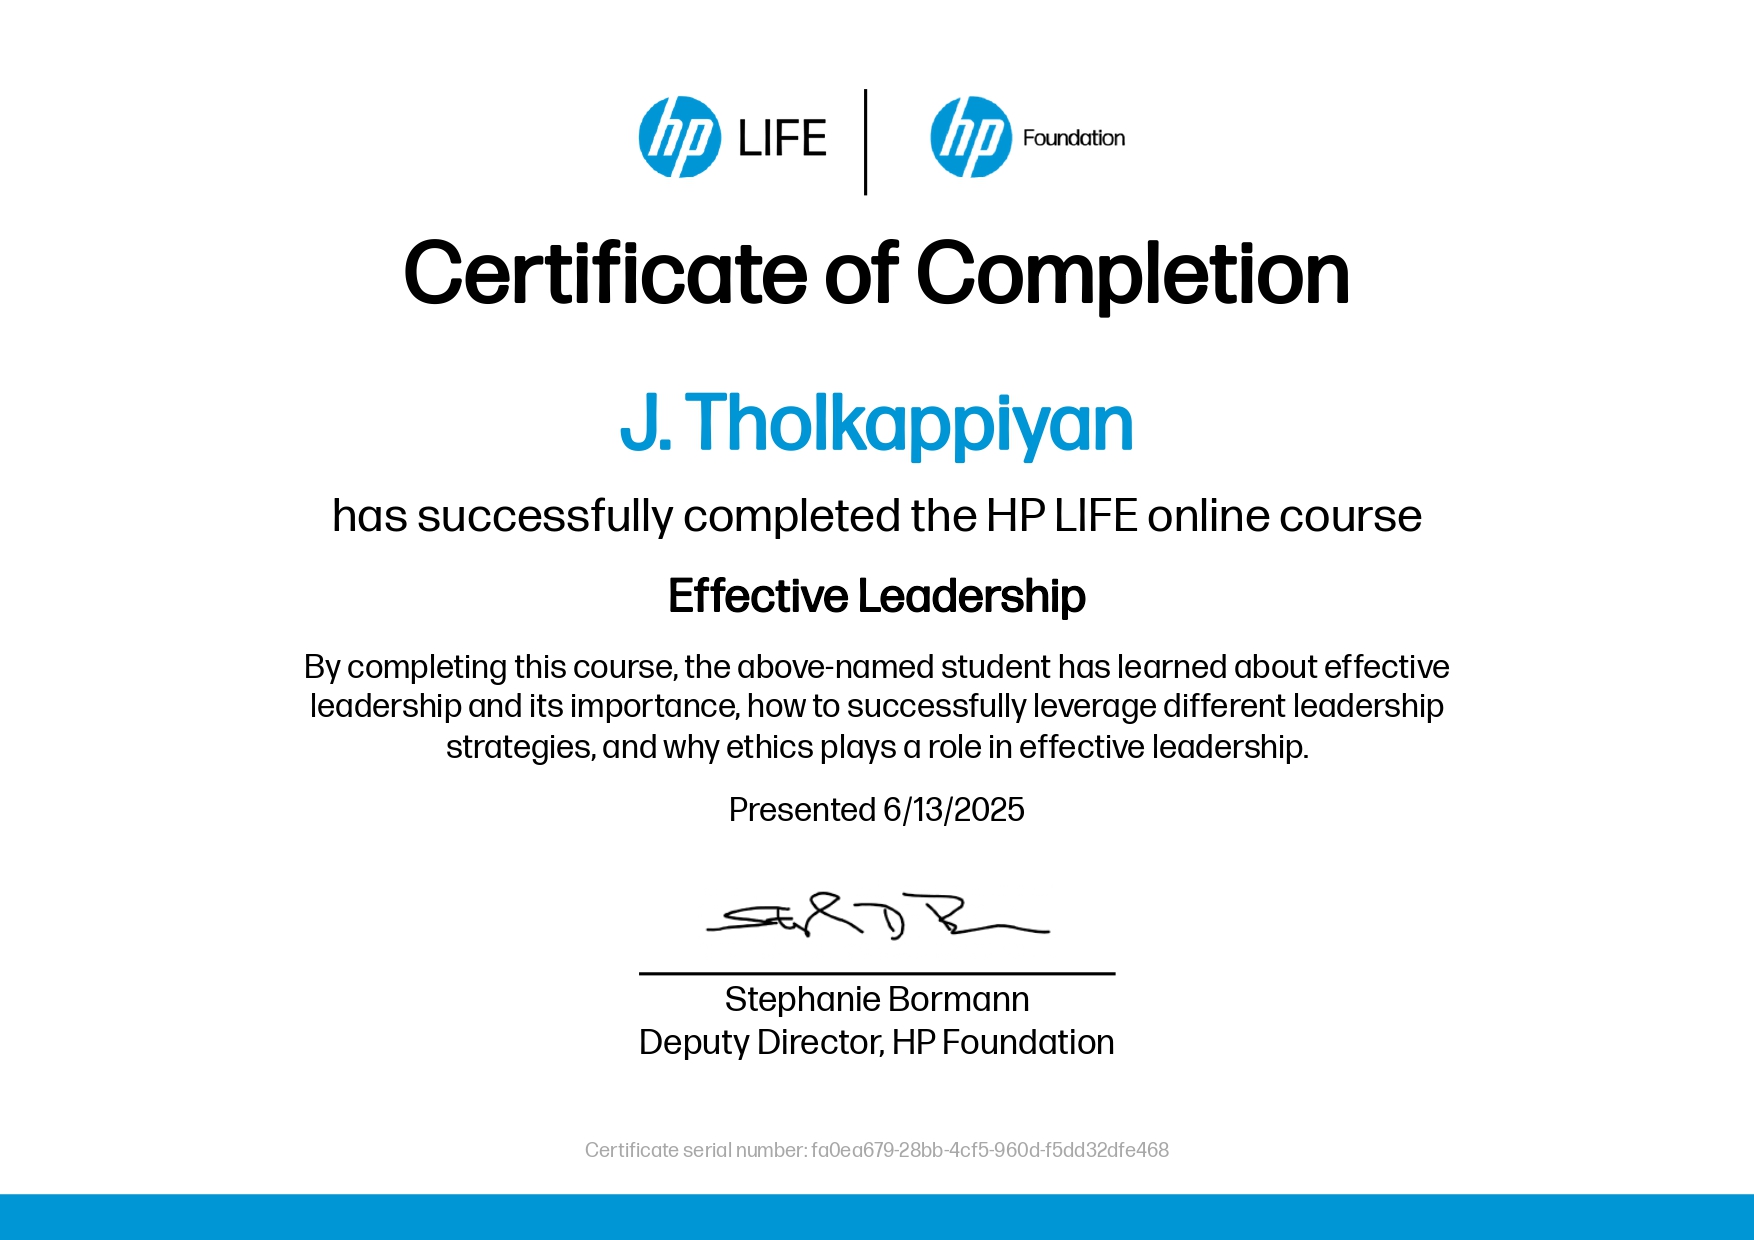 hp LIFE | hp Foundation
Certificate of Completion
J. Tholkappiyan
has successfully completed the HP LIFE online course
Effective Leadership
By completing this course, the above-named student has learned about effective
leadership and its importance, how to successfully leverage different leadership
strategies, and why ethics plays a role in effective leadership.
Presented 6/13/2025
Stephanie Bormann
Deputy Director, HP Foundation
Certificate serial number: fa0ea679-28bb-4cf5-960d-f5dd32dfe468